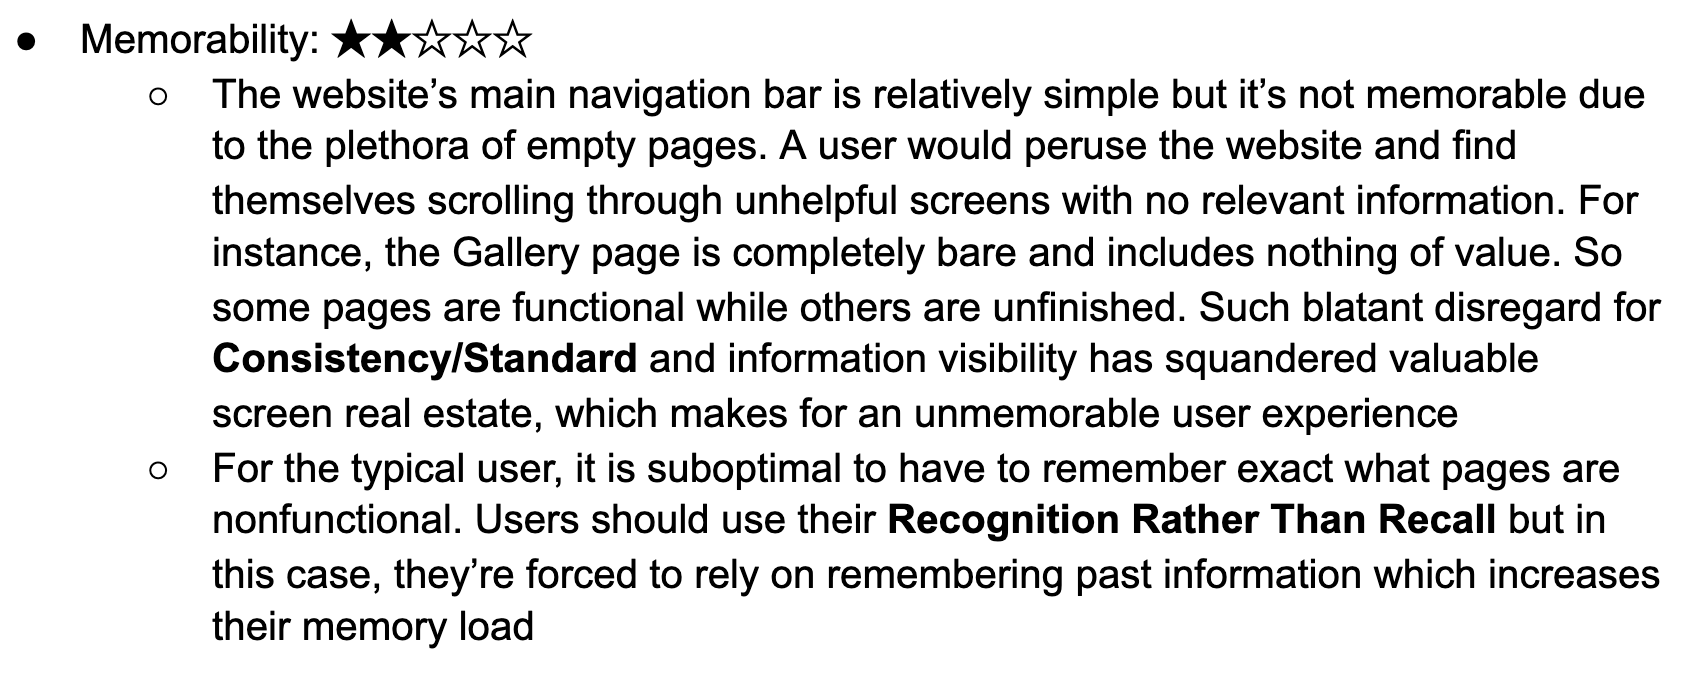 ● Memorability: ★★☆☆☆
○ The website’s main navigation bar is relatively simple but it’s not memorable due
to the plethora of empty pages. A user would peruse the website and find
themselves scrolling through unhelpful screens with no relevant information. For
instance, the Gallery page is completely bare and includes nothing of value. So
some pages are functional while others are unfinished. Such blatant disregard for
Consistency/Standard and information visibility has squandered valuable
screen real estate, which makes for an unmemorable user experience
○ For the typical user, it is suboptimal to have to remember exact what pages are
nonfunctional. Users should use their Recognition Rather Than Recall but in
this case, they’re forced to rely on remembering past information which increases
their memory load